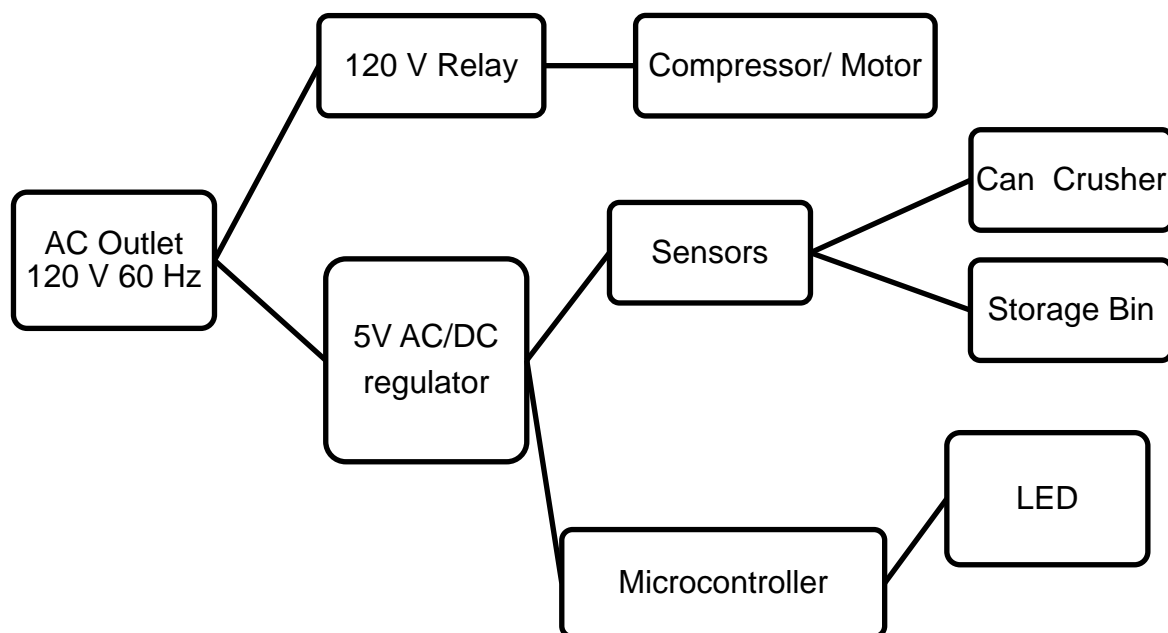 120 V Relay
Compressor/ Motor
Can  Crusher
AC Outlet
120 V 60 Hz
Sensors
Storage Bin
5V AC/DC
regulator
LED
Microcontroller